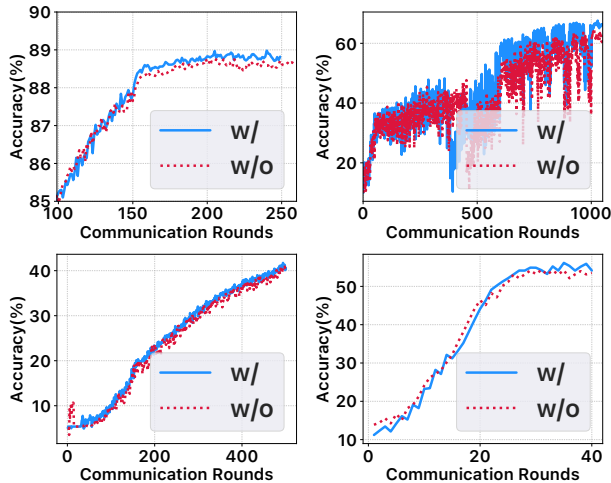 Accuracy(%)
90
89
88
87
86
85
100
150
200
250
Communication Rounds
w/
w/o
Accuracy(%)
60
40
20
0
500
1000
Communication Rounds
w/
w/o
Accuracy(%)
40
30
20
10
0
200
400
Communication Rounds
w/
w/o
Accuracy(%)
50
40
30
20
10
0
20
40
Communication Rounds
w/
w/o